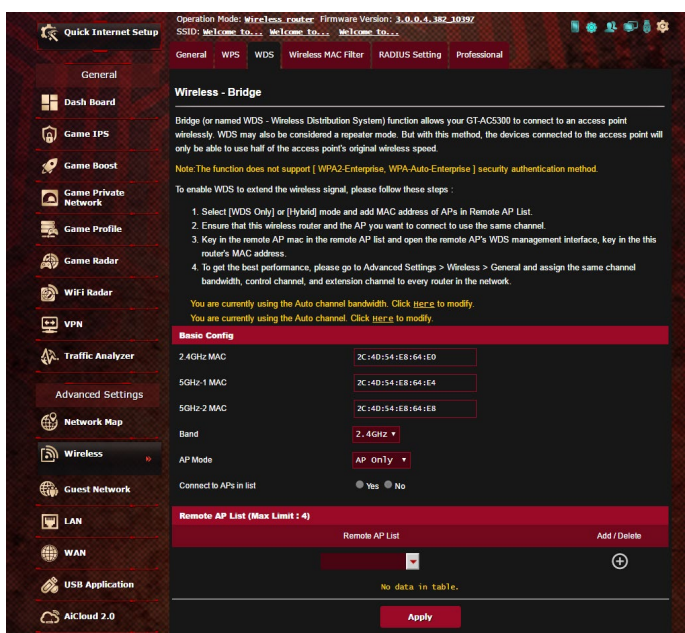 Quick Internet Setup
General
Dash Board
Game IPS
Game Boost
Game Private
Network
Game Profile
Game Radar
WiFi Radar
VPN
Traffic Analyzer
Advanced Settings
Network Map
Wireless
Guest Network
LAN
WAN
USB Application
AiCloud 2.0
Operation Mode: Wireless router Firmware Version: 3.0.0.4.382_10397
SSID: Welcome to... Welcome to... Welcome to...
General WPS WDS Wireless MAC Filter RADIUS Setting Professional
Wireless - Bridge
Bridge (or named WDS - Wireless Distribution System) function allows your GT-AC5300 to connect to an access point
wirelessly. WDS may also be considered a repeater mode. But with this method, the devices connected to the access point will
only be able to use half of the access point's original wireless speed.
Note:The function does not support [ WPA2-Enterprise, WPA-Auto-Enterprise ] security authentication method.
To enable WDS to extend the wireless signal, please follow these steps :
1. Select [WDS Only] or [Hybrid] mode and add MAC address of APs in Remote AP List.
2. Ensure that this wireless router and the AP you want to connect to use the same channel.
3. Key in the remote AP mac in the remote AP list and open the remote AP's WDS management interface, key in the this
router's MAC address.
4. To get the best performance, please go to Advanced Settings > Wireless > General and assign the same channel
bandwidth, control channel, and extension channel to every router in the network.
You are currently using the Auto channel bandwidth. Click Here to modify.
You are currently using the Auto channel. Click Here to modify.
Basic Config
2.4GHz MAC 2C:4D:54:E8:64:E0
5GHz-1 MAC 2C:4D:54:E8:64:E4
5GHz-2 MAC 2C:4D:54:E8:64:E8
Band 2.4GHz
AP Mode AP Only
Connect to APs in list Yes No
Remote AP List (Max Limit : 4)
Remote AP List Add / Delete
No data in table.
Apply